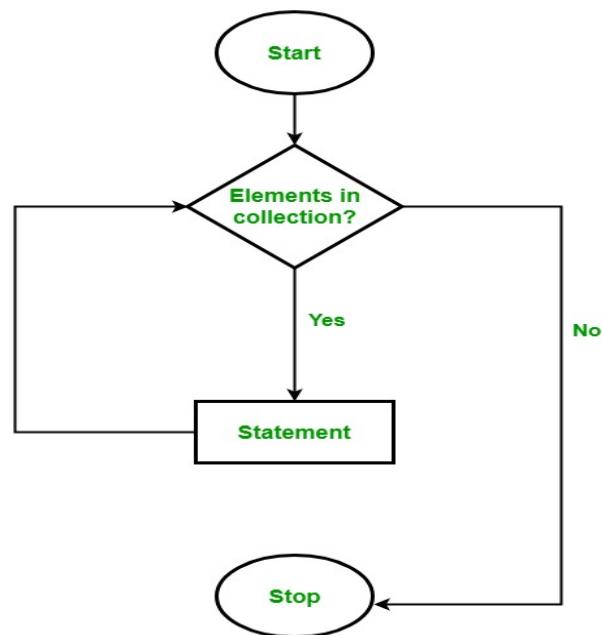 Start
Elements in
collection?
Yes
No
Statement
Stop